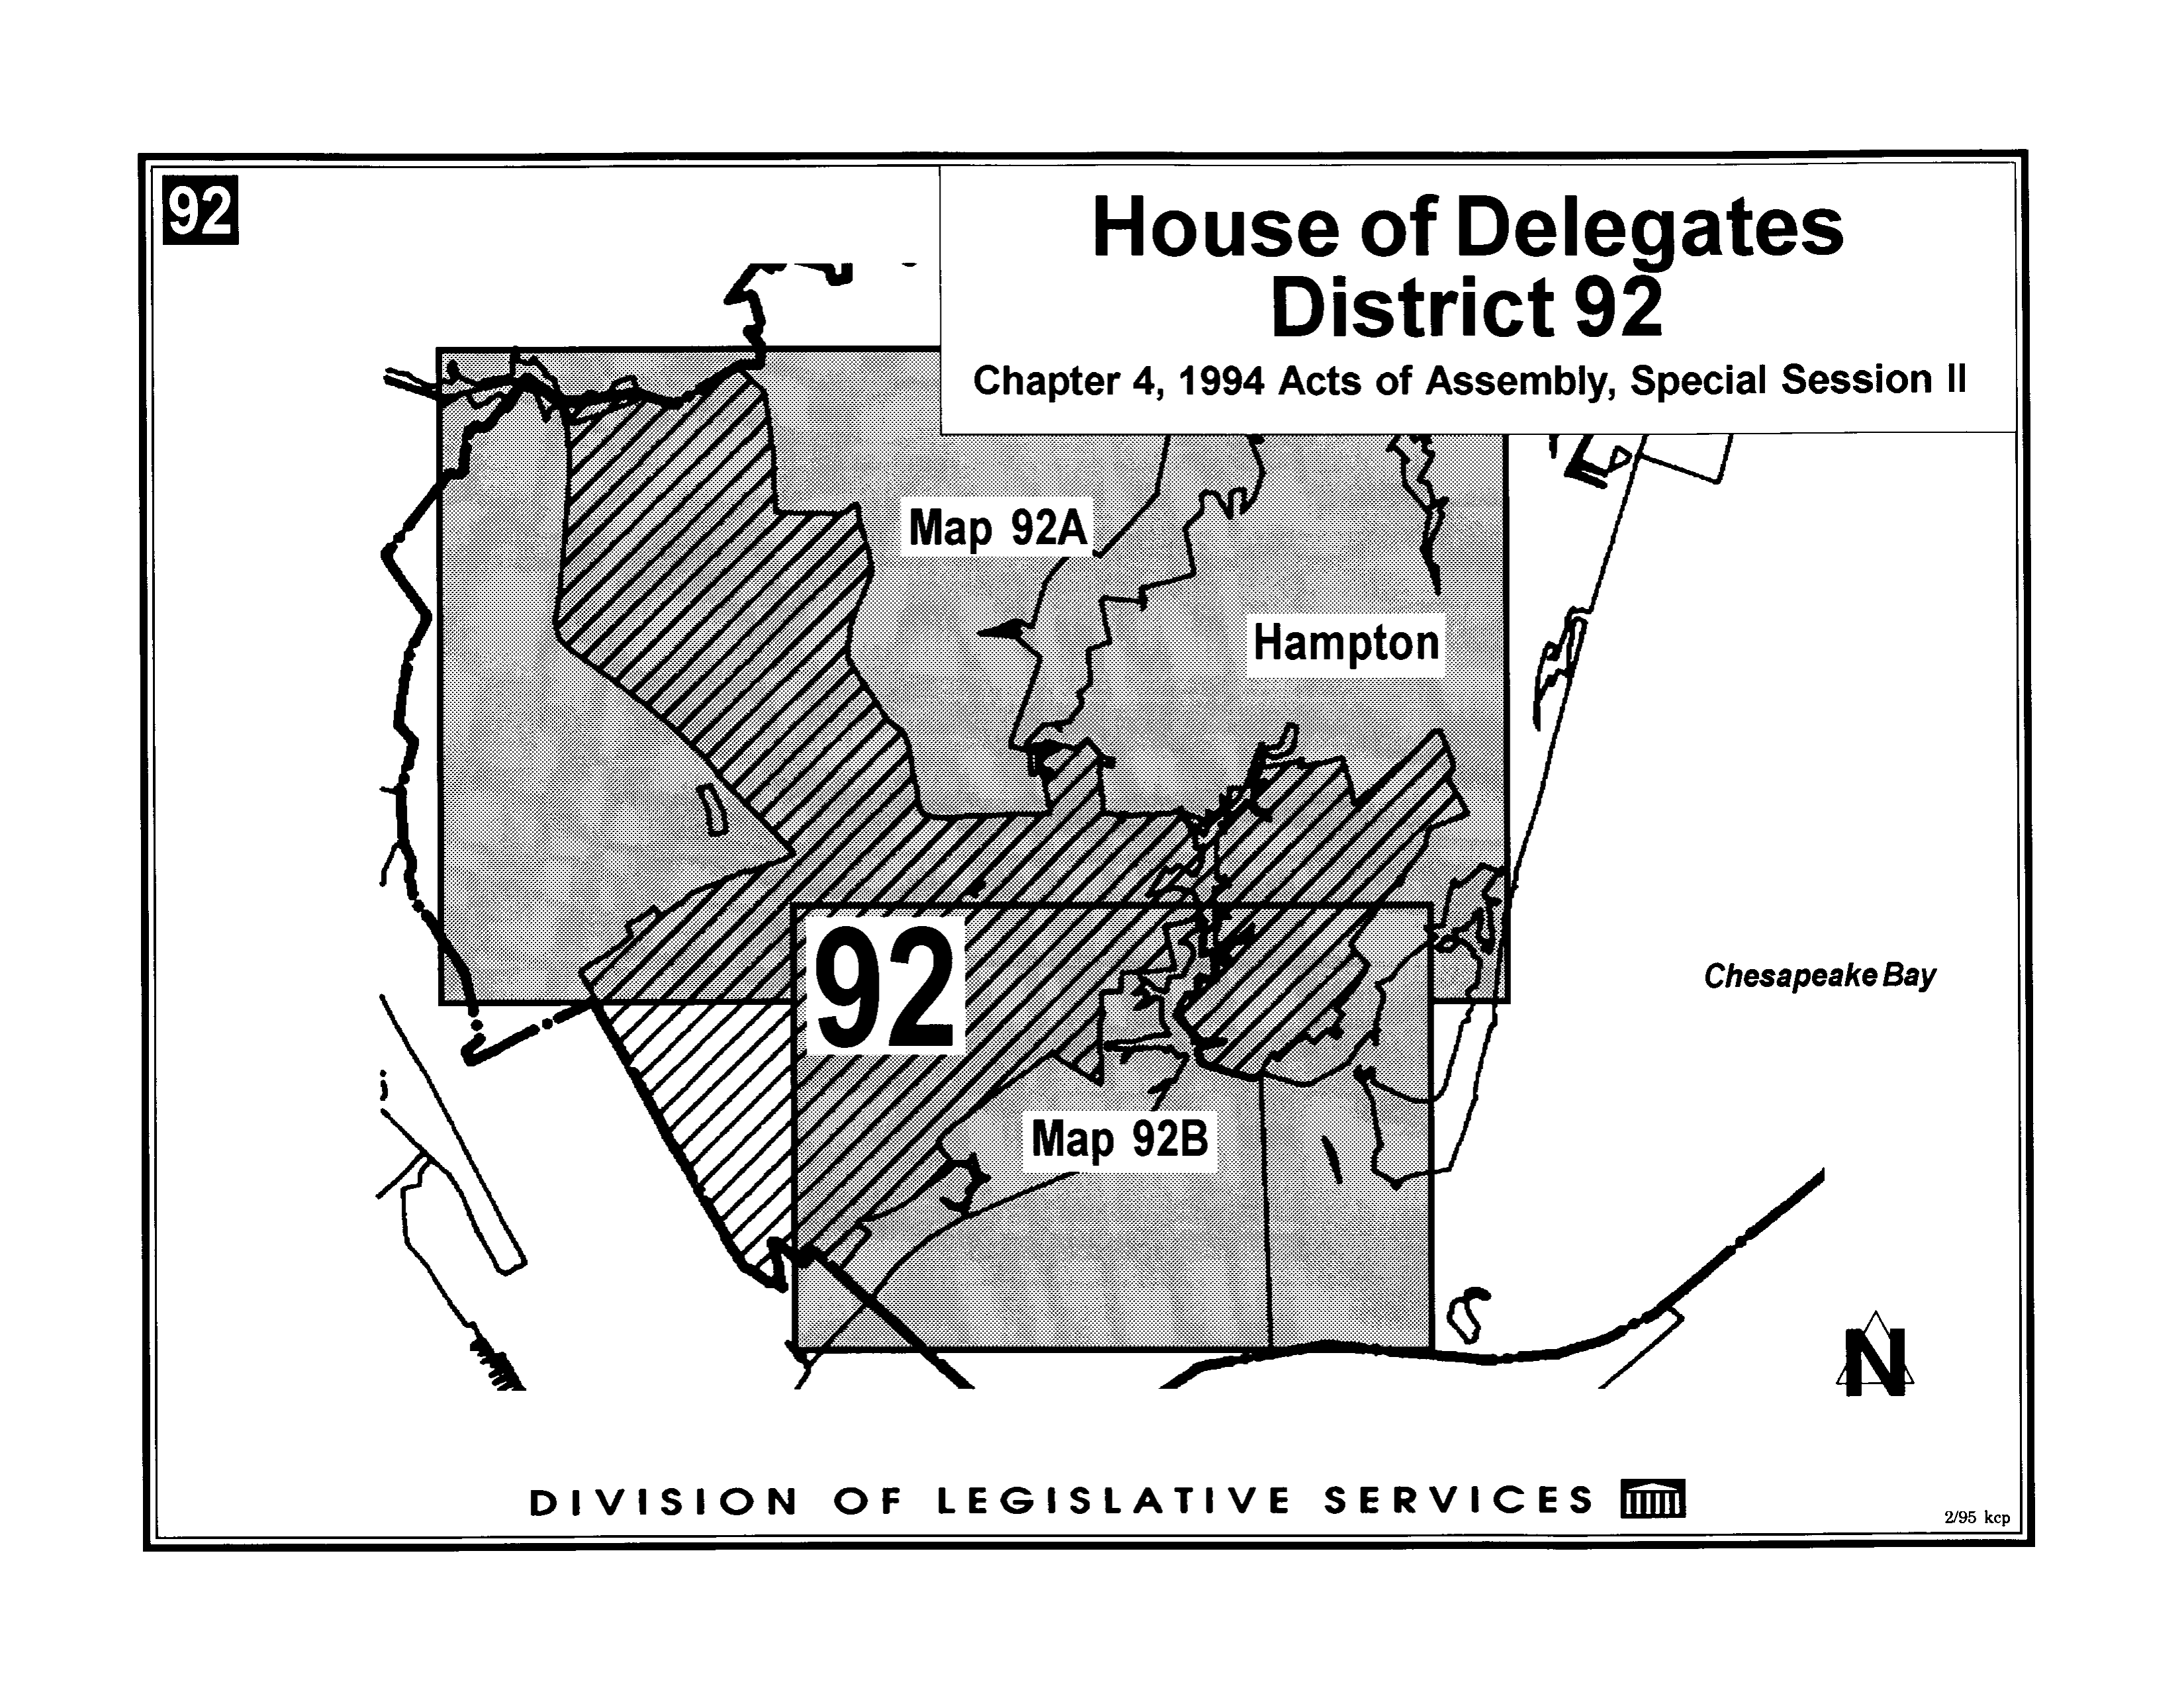 92
House of Delegates
District 92
Chapter 4, 1994 Acts of Assembly, Special Session II
Map 92A
Hampton
92
Chesapeake Bay
Map 92B
N
DIVISION OF LEGISLATIVE SERVICES
2/95 kcp